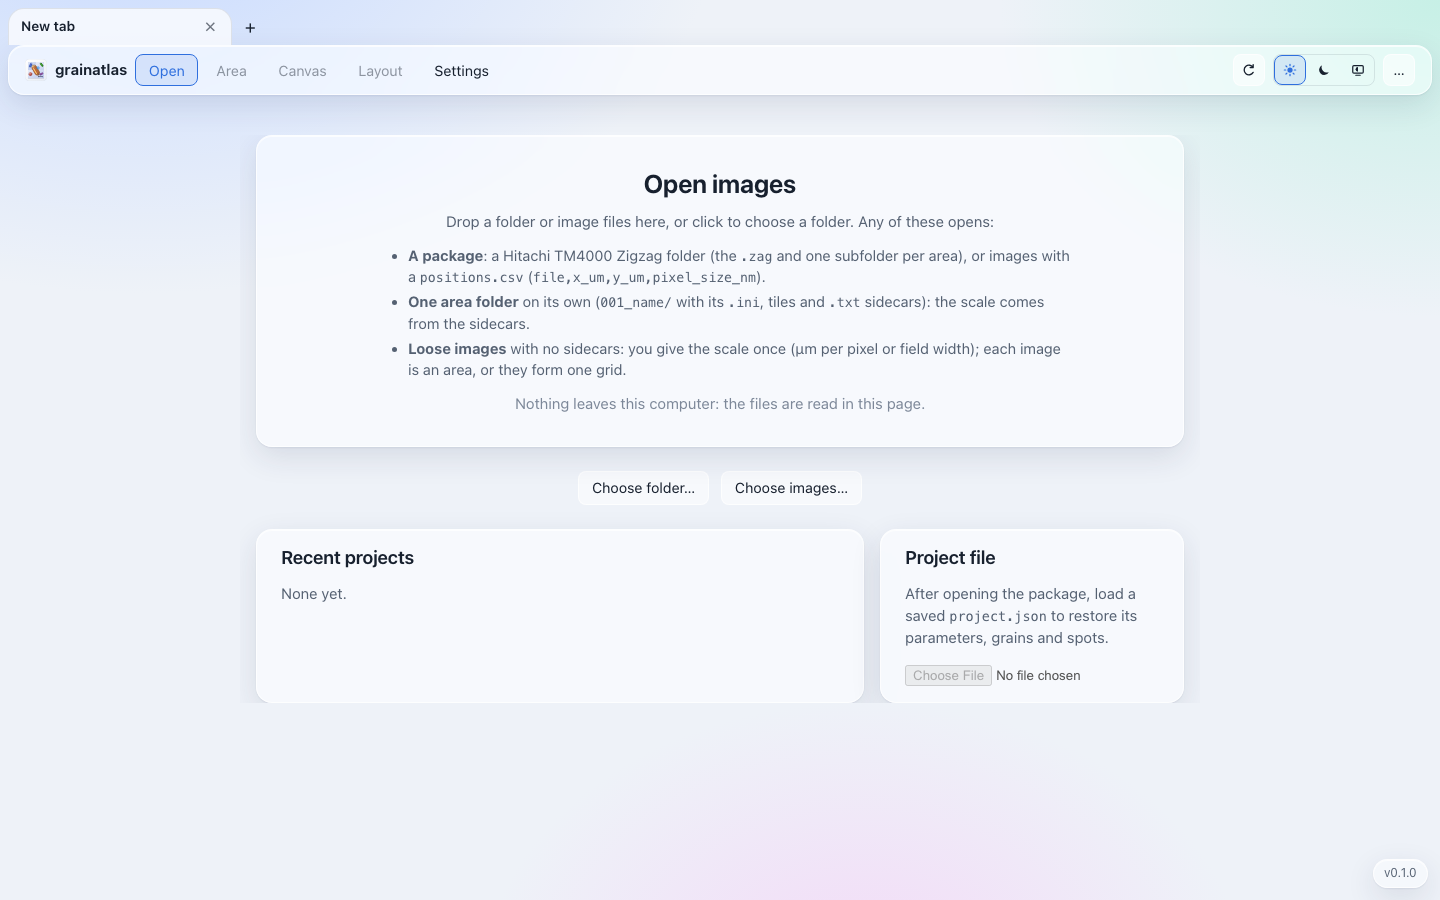 New tab
grainatlas Open Area Canvas Layout Settings ...
Open images
Drop a folder or image files here, or click to choose a folder. Any of these opens:
• A package: a Hitachi TM4000 Zigzag folder (the .zag and one subfolder per area), or images with
a positions.csv (file,x_um,y_um,pixel_size_nm).
• One area folder on its own (001_name/ with its .ini, tiles and .txt sidecars): the scale comes
from the sidecars.
• Loose images with no sidecars: you give the scale once (µm per pixel or field width); each image
is an area, or they form one grid.
Nothing leaves this computer: the files are read in this page.
Choose folder... Choose images...
Recent projects
None yet.
Project file
After opening the package, load a
saved project.json to restore its
parameters, grains and spots.
Choose File No file chosen
v0.1.0